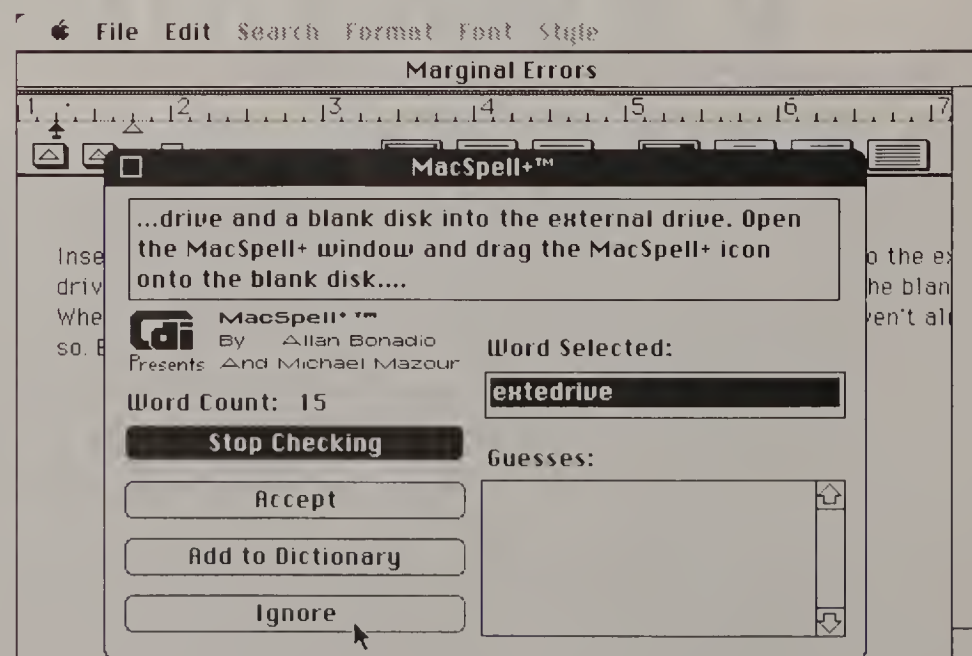 File Edit Search Format Font Style
Marginal Errors
1 2 3 4 5 6 7
MacSpell+™
...drive and a blank disk into the external drive. Open
the MacSpell+ window and drag the MacSpell+ icon
onto the blank disk....
Inse
driv
Whe
so. E
o the ex
he blan
ven't alr
cdi
Presents
MacSpell+™
By Allan Bonadio
And Michael Mazour
Word Count: 15
Stop Checking
Accept
Add to Dictionary
Ignore
Word Selected:
extedrive
Guesses: